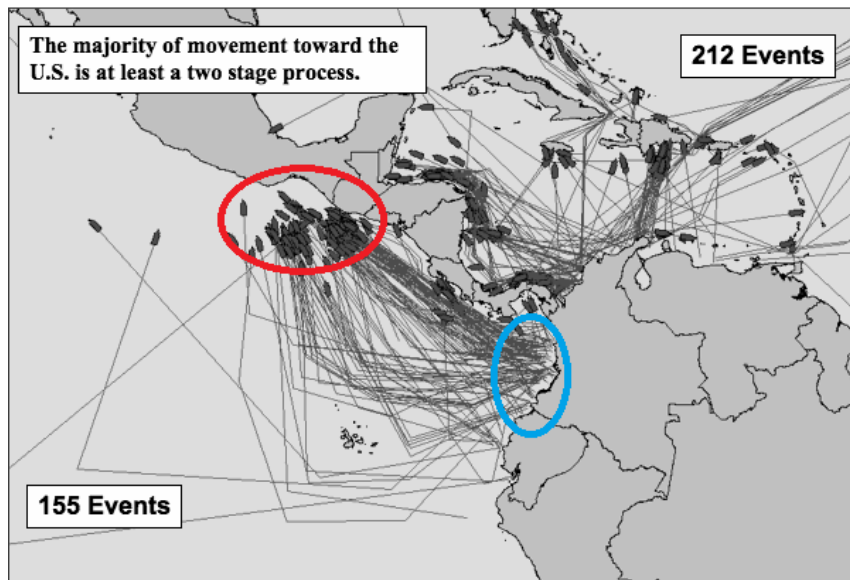 The majority of movement toward the
U.S. is at least a two stage process.
212 Events
155 Events